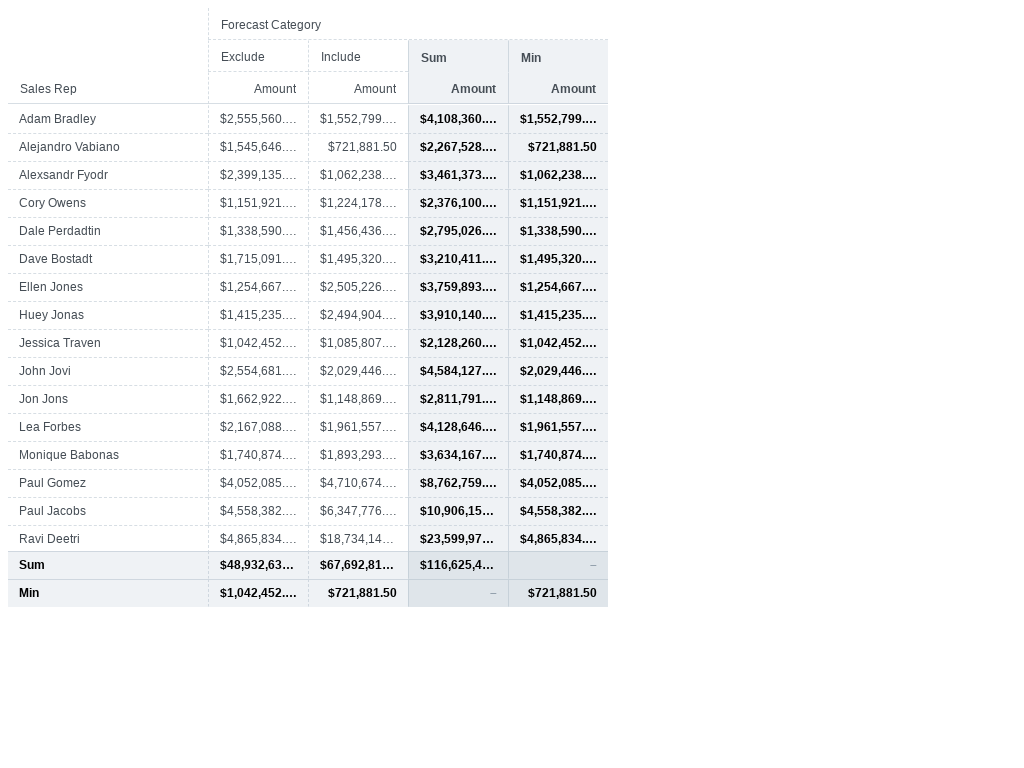 Forecast Category
Exclude Include Sum Min
Sales Rep Amount Amount Amount Amount
Adam Bradley $2,555,560.… $1,552,799.… $4,108,360.… $1,552,799.…
Alejandro Vabiano $1,545,646.… $721,881.50 $2,267,528.… $721,881.50
Alexsandr Fyodr $2,399,135.… $1,062,238.… $3,461,373.… $1,062,238.…
Cory Owens $1,151,921.… $1,224,178.… $2,376,100.… $1,151,921.…
Dale Perdadtin $1,338,590.… $1,456,436.… $2,795,026.… $1,338,590.…
Dave Bostadt $1,715,091.… $1,495,320.… $3,210,411.… $1,495,320.…
Ellen Jones $1,254,667.… $2,505,226.… $3,759,893.… $1,254,667.…
Huey Jonas $1,415,235.… $2,494,904.… $3,910,140.… $1,415,235.…
Jessica Traven $1,042,452.… $1,085,807.… $2,128,260.… $1,042,452.…
John Jovi $2,554,681.… $2,029,446.… $4,584,127.… $2,029,446.…
Jon Jons $1,662,922.… $1,148,869.… $2,811,791.… $1,148,869.…
Lea Forbes $2,167,088.… $1,961,557.… $4,128,646.… $1,961,557.…
Monique Babonas $1,740,874.… $1,893,293.… $3,634,167.… $1,740,874.…
Paul Gomez $4,052,085.… $4,710,674.… $8,762,759.… $4,052,085.…
Paul Jacobs $4,558,382.… $6,347,776.… $10,906,15… $4,558,382.…
Ravi Deetri $4,865,834.… $18,734,14… $23,599,97… $4,865,834.…
Sum $48,932,63… $67,692,81… $116,625,4… –
Min $1,042,452.… $721,881.50 – $721,881.50